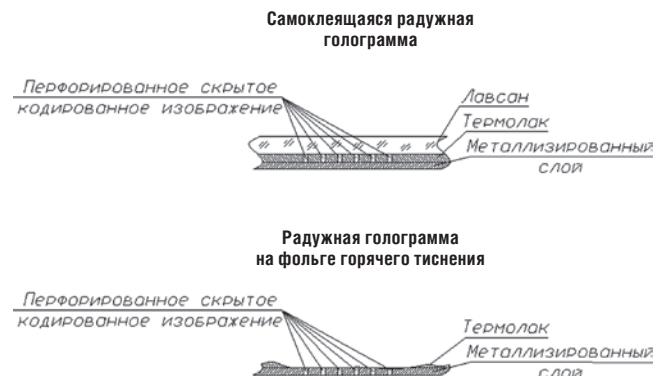 Самоклеящаяся радужная
голограмма
Перфорированное скрытое
кодированное изображение
Лавсан
Термолак
Металлизированный
слой
Радужная голограмма
на фольге горячего тиснения
Перфорированное скрытое
кодированное изображение
Термолак
Металлизированный
слой